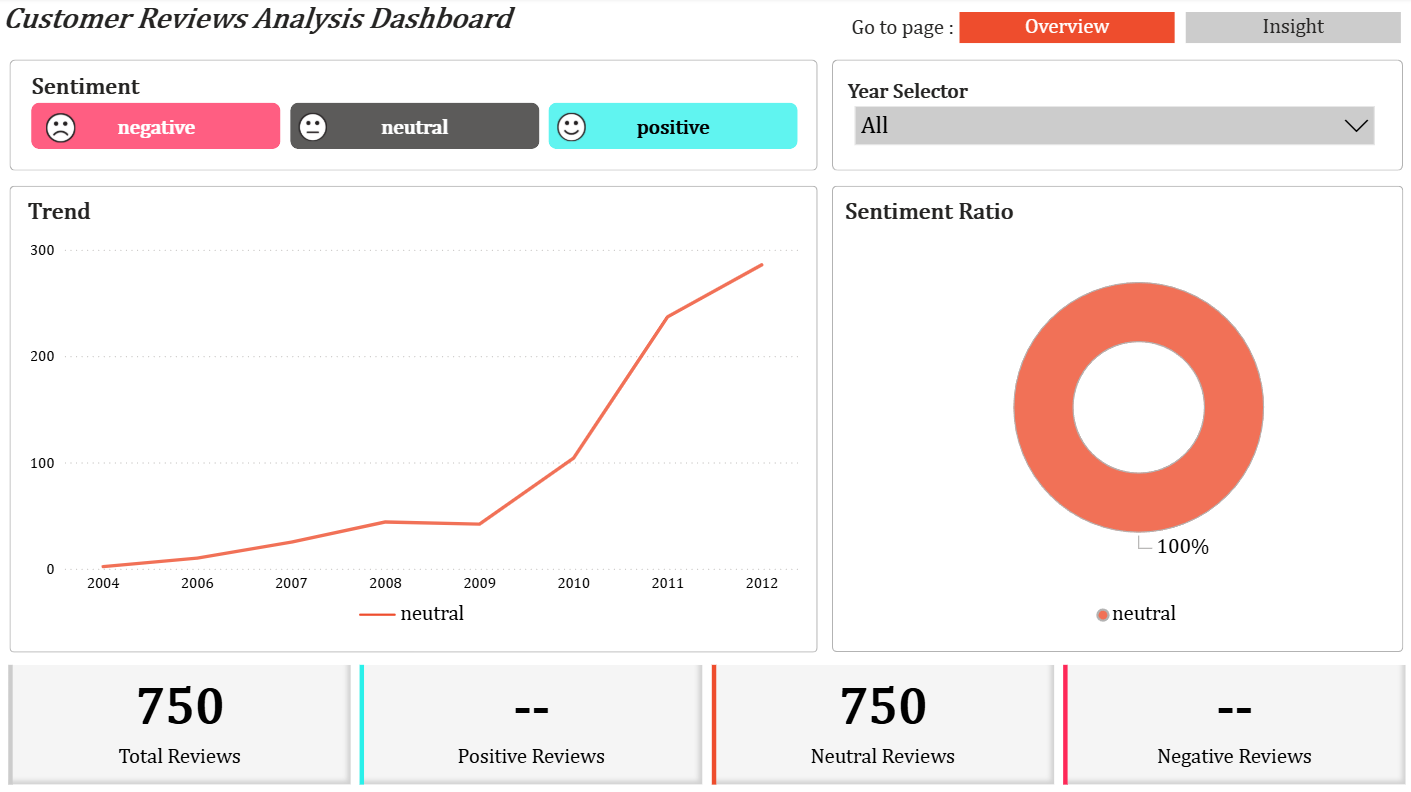 Customer Reviews Analysis Dashboard
Go to page :
Overview
Insight
Sentiment
negative
neutral
positive
Year Selector
All
Trend
300
200
100
0
2004 2006 2007 2008 2009 2010 2011 2012
neutral
Sentiment Ratio
100%
neutral
750
Total Reviews
--
Positive Reviews
750
Neutral Reviews
--
Negative Reviews